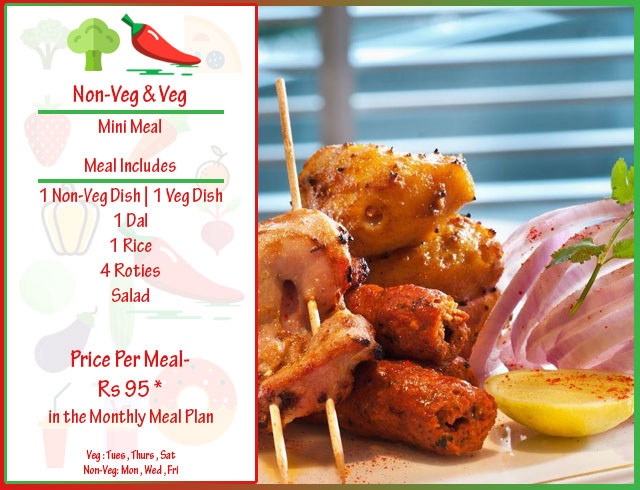 Non-Veg & Veg
Mini Meal
Meal Includes
1 Non-Veg Dish | 1 Veg Dish
1 Dal
1 Rice
4 Roties
Salad
Price Per Meal-
Rs 95 *
in the Monthly Meal Plan
Veg : Tues , Thurs , Sat
Non-Veg: Mon , Wed , Fri